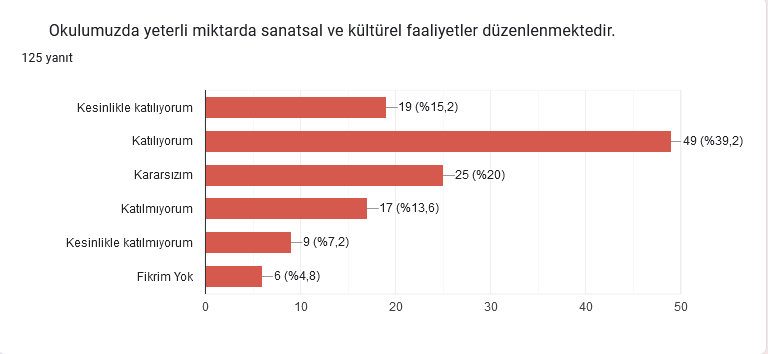 Okulumuzda yeterli miktarda sanatsal ve kültürel faaliyetler düzenlenmektedir.
125 yanıt
Kesinlikle katılıyorum 19 (%15,2)
Katılıyorum 49 (%39,2)
Kararsızım 25 (%20)
Katılmıyorum 17 (%13,6)
Kesinlikle katılmıyorum 9 (%7,2)
Fikrim Yok 6 (%4,8)
0 10 20 30 40 50